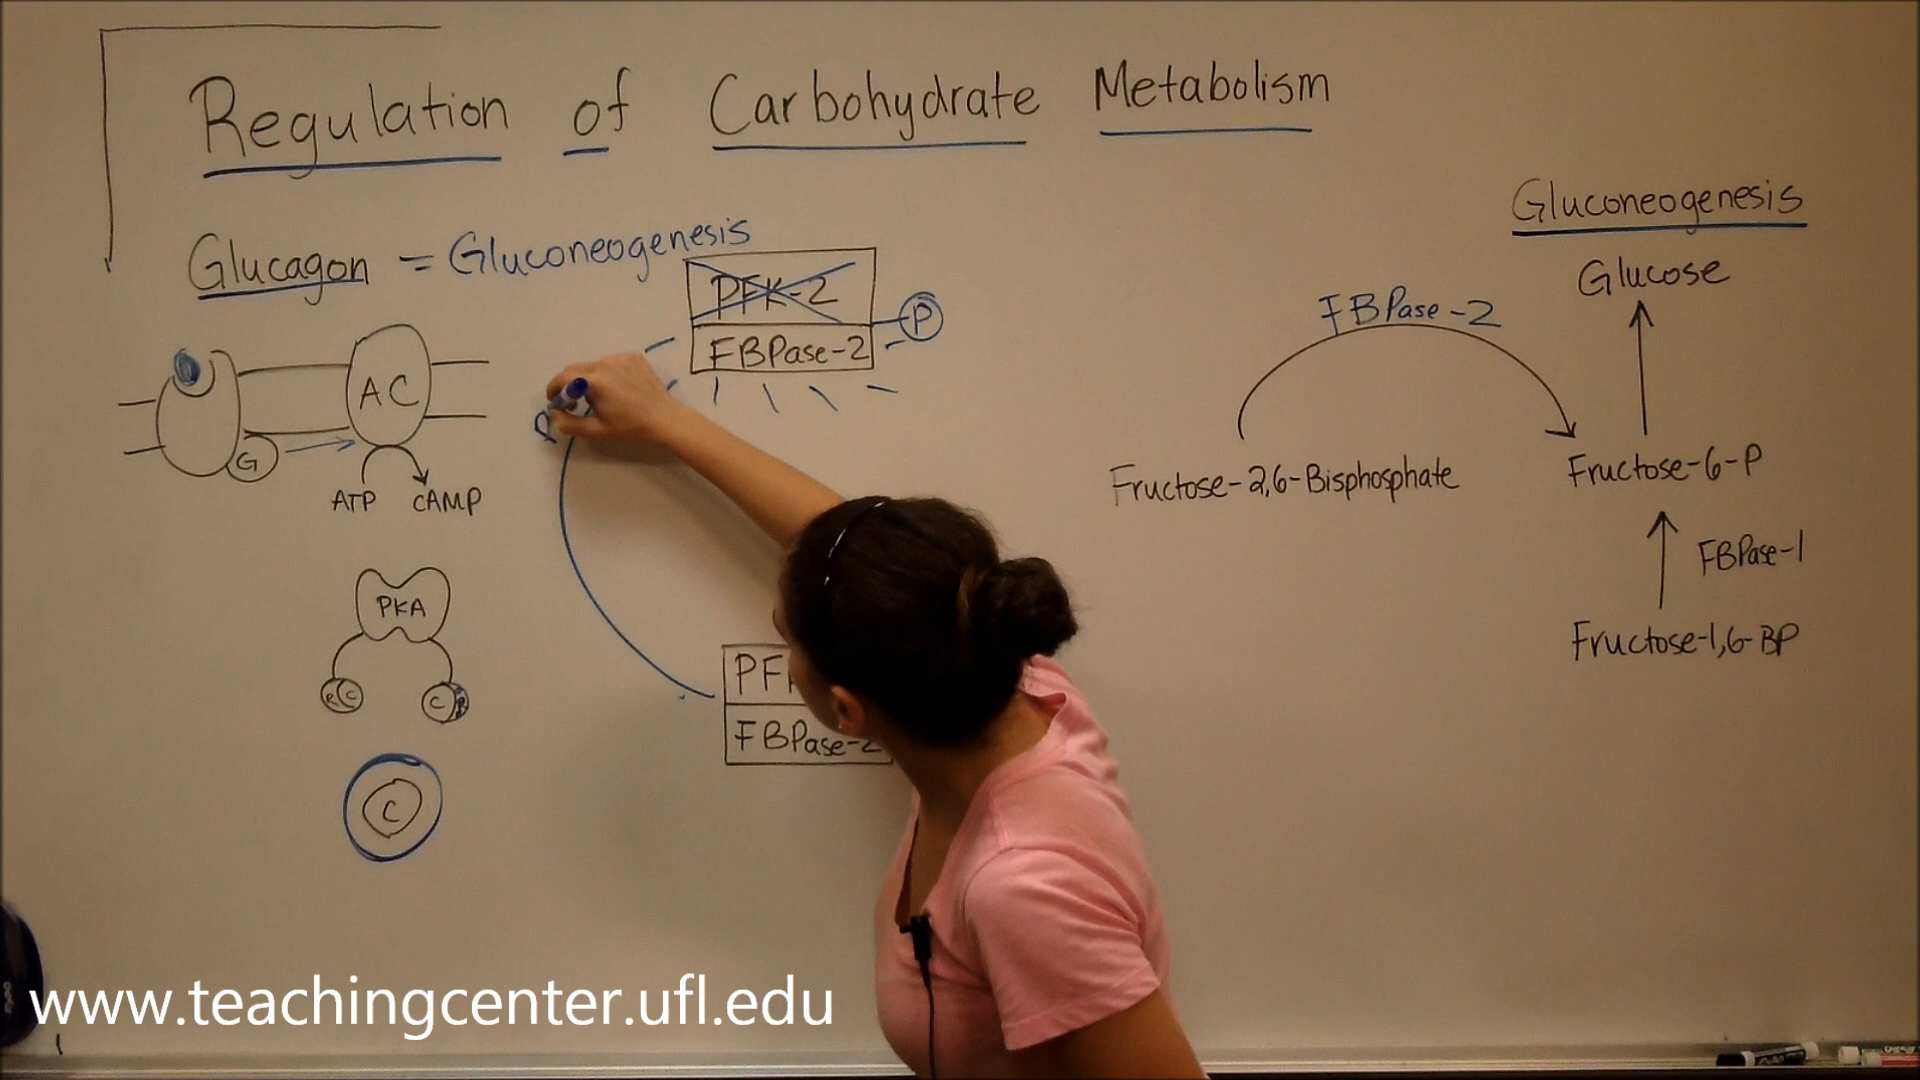 Regulation of Carbohydrate Metabolism
Glucagon = Gluconeogenesis
PFK-2
FBPase-2
P
AC
G
ATP
cAMP
PKA
R C
C
C
PF
FBPase-2
Gluconeogenesis
Glucose
FBPase-2
Fructose-2,6-Bisphosphate
Fructose-6-P
FBPase-1
Fructose-1,6-BP
www.teachingcenter.ufl.edu